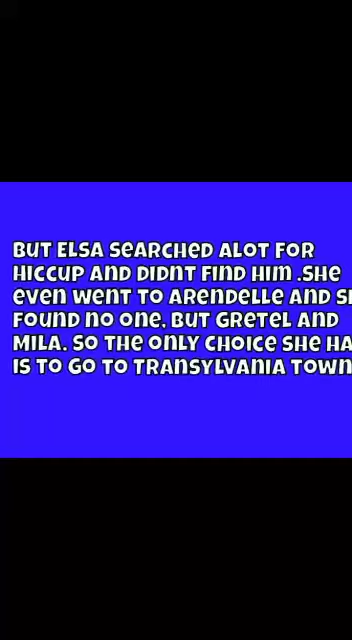 BUT ELSA SEARCHED ALOT FOR
HICCUP AND DIDNT FIND HIM .SHE
EVEN WENT TO ARENDELLE AND
FOUND NO ONE, BUT GRETEL AND
MILA. SO THE ONLY CHOICE SHE
IS TO GO TO TRANSYLVANIA TOWN